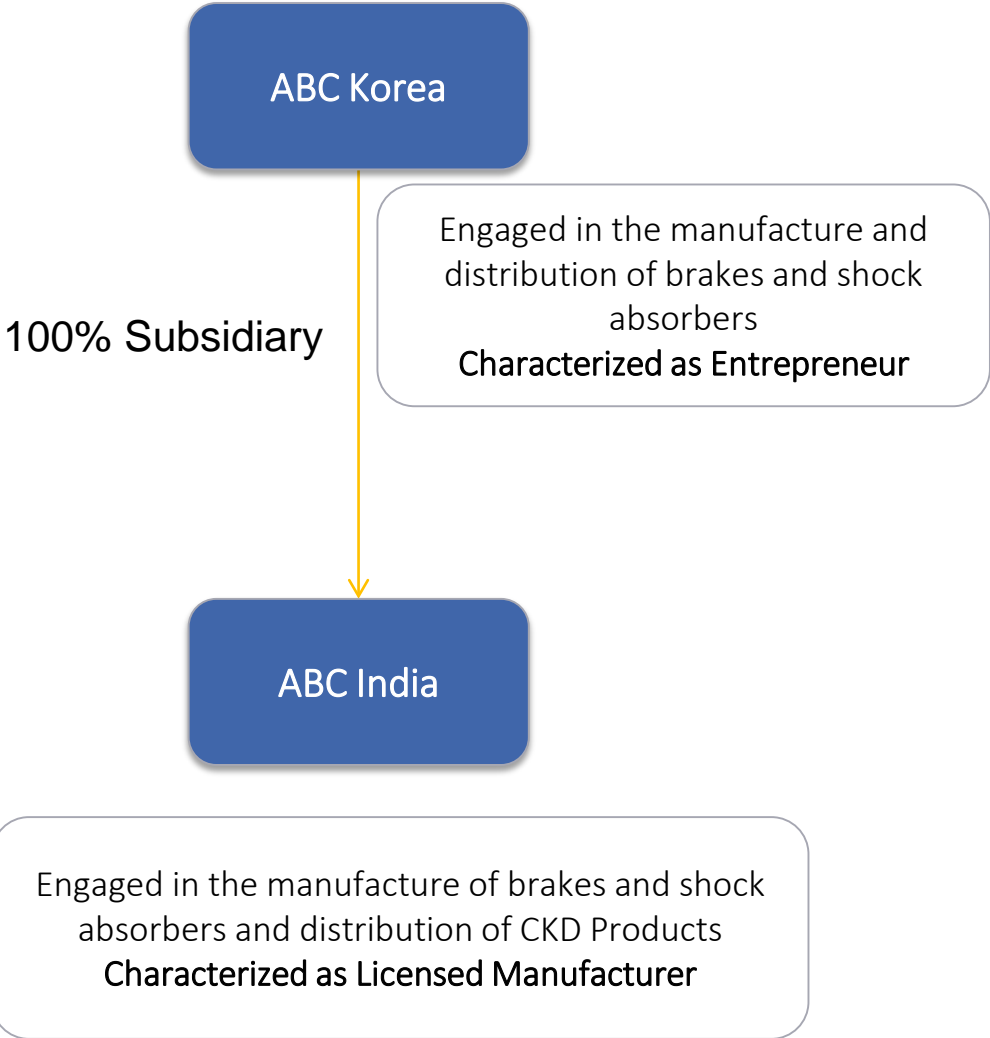 ABC Korea
Engaged in the manufacture and
distribution of brakes and shock
absorbers
Characterized as Entrepreneur
100% Subsidiary
ABC India
Engaged in the manufacture of brakes and shock
absorbers and distribution of CKD Products
Characterized as Licensed Manufacturer